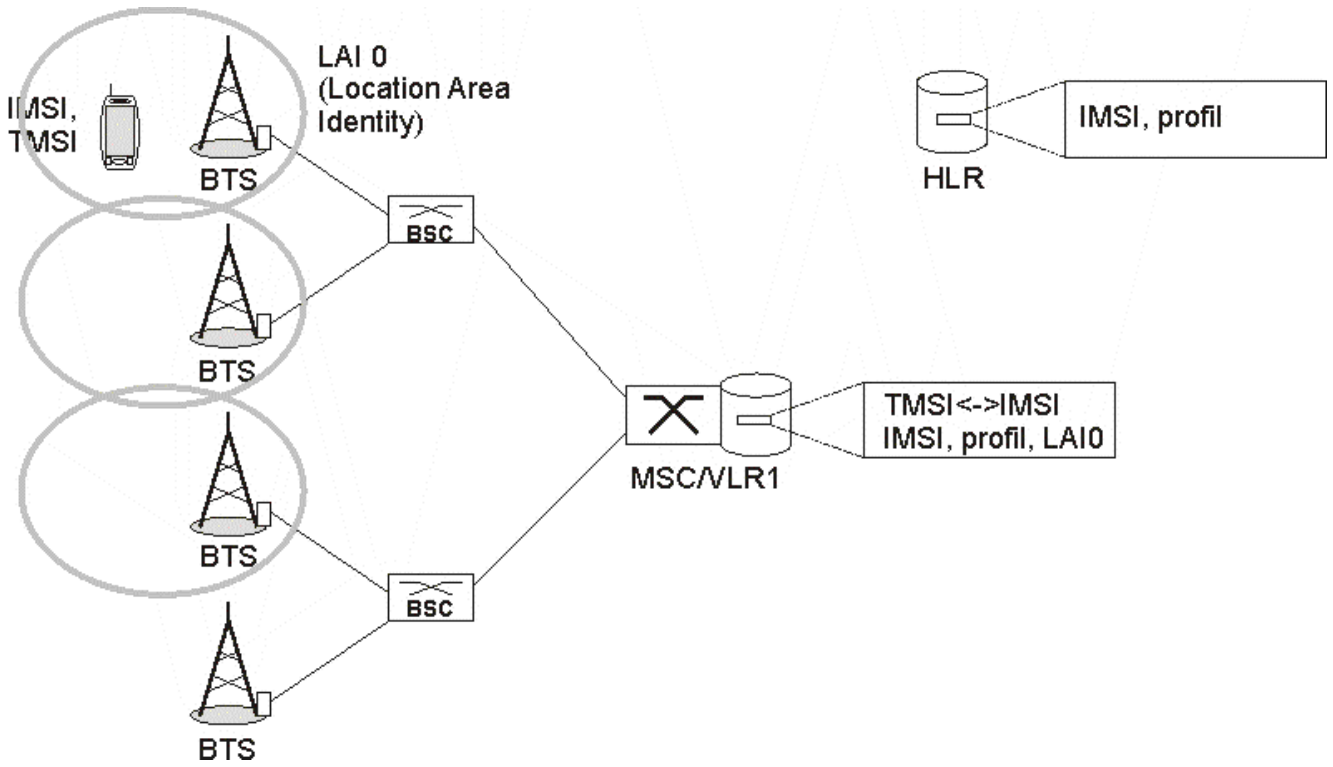 LAI 0
(Location Area
Identity)
IMSI,
TMSI
BTS
BSC
BTS
HLR
IMSI, profil
BTS
BSC
BTS
MSC/VLR1
TMSI<->IMSI
IMSI, profil, LAI0